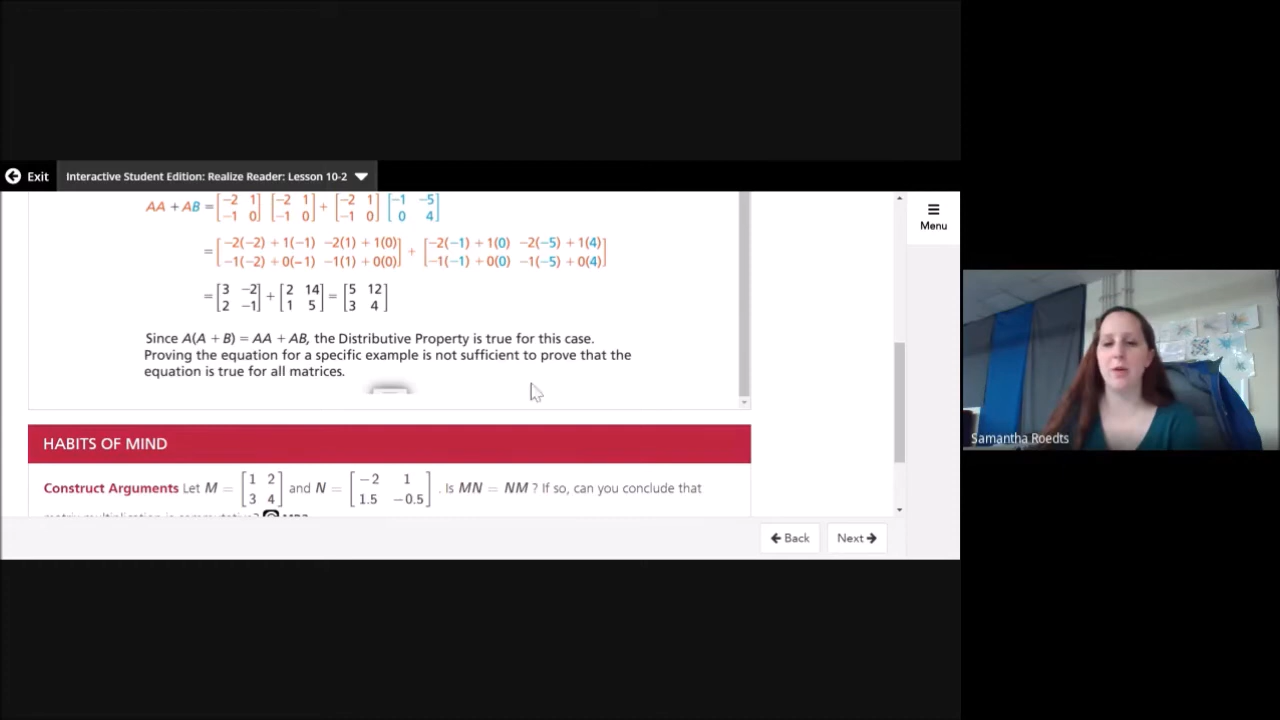 Exit Interactive Student Edition: Realize Reader: Lesson 10-2
Menu
AA + AB = [−2 1 −1 0] [−2 1 −1 0] + [−2 1 −1 0] [−1 −5 0 4]
= [−2(−2) + 1(−1) −2(1) + 1(0)] + [−2(−1) + 1(0) −2(−5) + 1(4)]
−1(−2) + 0(−1) −1(1) + 0(0) −1(−1) + 0(0) −1(−5) + 0(4)
= [3 −2 2 −1] + [2 14 1 5] = [5 12 3 4]
Since A(A + B) = AA + AB, the Distributive Property is true for this case.
Proving the equation for a specific example is not sufficient to prove that the
equation is true for all matrices.
HABITS OF MIND
Construct Arguments Let M = [1 2 3 4] and N = [−2 1 1.5 −0.5]. Is MN = NM? If so, can you conclude that
matrix multiplication is commutative?
Back Next
Samantha Roedts